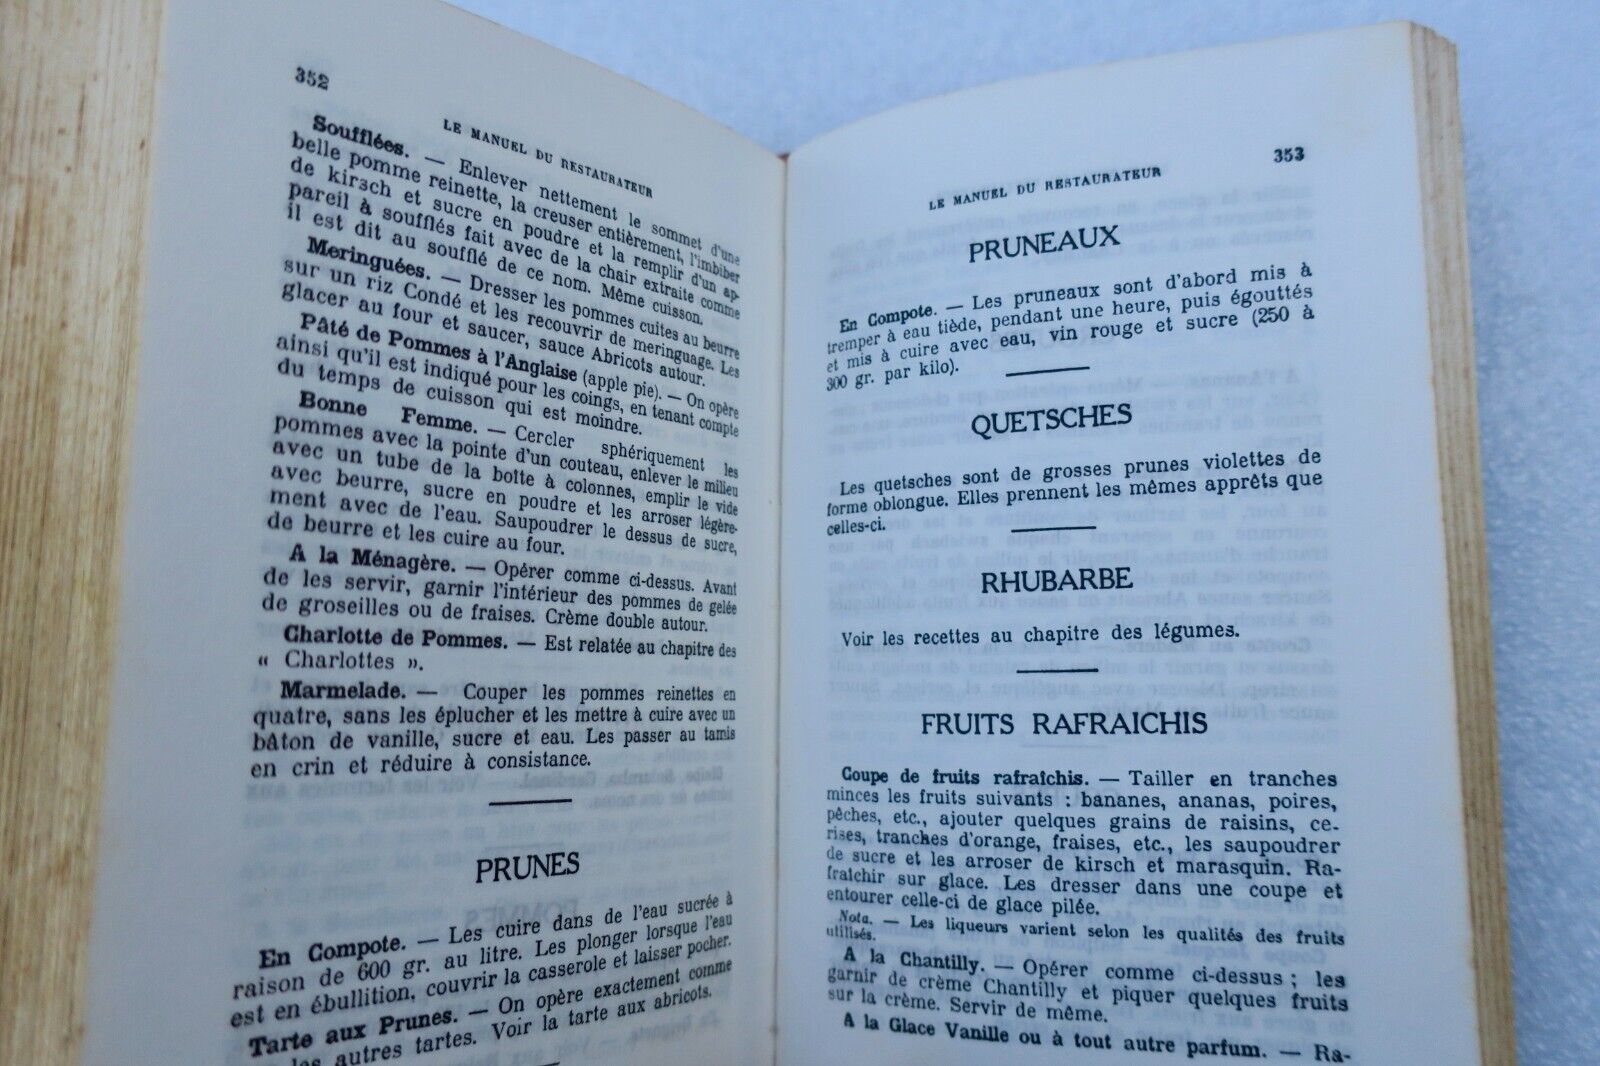 352
LE MANUEL DU RESTAURATEUR
Soufflées. — Enlever nettement le sommet d'une
belle pomme reinette, la creuser entièrement, l'imbiber
de kirsch et sucre en poudre et la remplir d'un ap-
pareil à soufflés fait avec de la chair extraite comme
il est dit au soufflé de ce nom. Même cuisson.
Meringuées. — Dresser les pommes cuites au beurre
sur un riz Condé et les recouvrir de meringuage. Les
glacer au four et saucer, sauce Abricots autour.
Pâté de Pommes à l'Anglaise (apple pie). — On opère
ainsi qu'il est indiqué pour les coings, en tenant compte
du temps de cuisson qui est moindre.
Bonne Femme. — Cercler sphériquement les
pommes avec la pointe d'un couteau, enlever le milieu
avec un tube de la boîte à colonnes, emplir le vide
avec beurre, sucre en poudre et les arroser légère-
ment avec de l'eau. Saupoudrer le dessus de sucre,
de beurre et les cuire au four.
A la Ménagère. — Opérer comme ci-dessus. Avant
de les servir, garnir l'intérieur des pommes de gelée
de groseilles ou de fraises. Crème double autour.
Charlotte de Pommes. — Est relatée au chapitre des
« Charlottes ».
Marmelade. — Couper les pommes reinettes en
quatre, sans les éplucher et les mettre à cuire avec un
bâton de vanille, sucre et eau. Les passer au tamis
en crin et réduire à consistance.
PRUNES
En Compote. — Les cuire dans de l'eau sucrée à
raison de 600 gr. au litre. Les plonger lorsque l'eau
est en ébullition, couvrir la casserole et laisser pocher.
Tarte aux Prunes. — On opère exactement comme
les autres tartes. Voir la tarte aux abricots.
353
LE MANUEL DU RESTAURATEUR
PRUNEAUX
En Compote. — Les pruneaux sont d'abord mis à
tremper à eau tiède, pendant une heure, puis égouttés
et mis à cuire avec eau, vin rouge et sucre (250 à
300 gr. par kilo).
QUETSCHES
Les quetsches sont de grosses prunes violettes de
forme oblongue. Elles prennent les mêmes apprêts que
celles-ci.
RHUBARBE
Voir les recettes au chapitre des légumes.
FRUITS RAFRAICHIS
Coupe de fruits rafraîchis. — Tailler en tranches
minces les fruits suivants : bananes, ananas, poires,
pêches, etc., ajouter quelques grains de raisins, ce-
rises, tranches d'orange, fraises, etc., les saupoudrer
de sucre et les arroser de kirsch et marasquin. Ra-
fraîchir sur glace. Les dresser dans une coupe et
entourer celle-ci de glace pilée.
Nota. — Les liqueurs varient selon les qualités des fruits
utilisés.
A la Chantilly. — Opérer comme ci-dessus ; les
garnir de crème Chantilly et piquer quelques fruits
sur la crème. Servir de même.
A la Glace Vanille ou à tout autre parfum. — Ra-